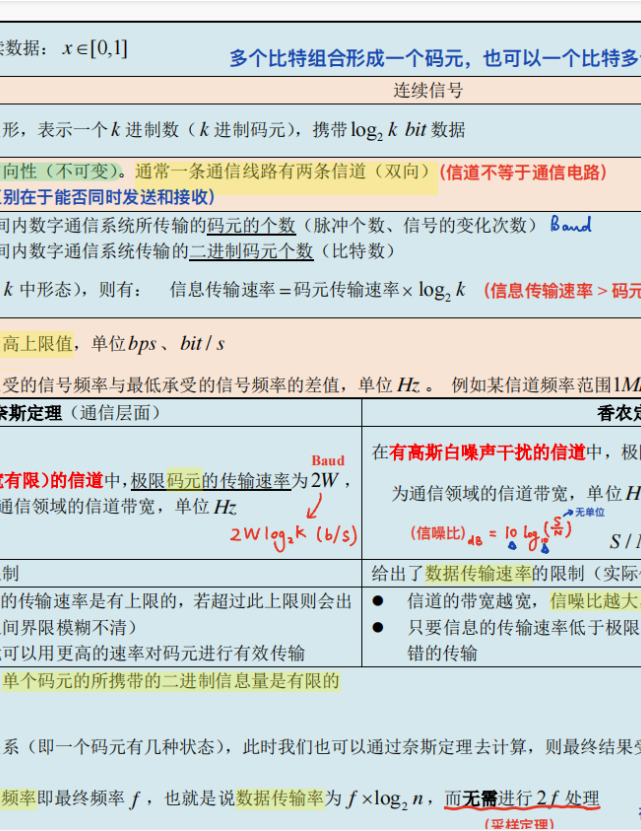 续数据：x∈[0,1]
多个比特组合形成一个码元，也可以一个比特多
连续信号
形，表示一个 k 进制数（k 进制码元），携带 log₂ k bit 数据
向性（不可变）。通常一条通信线路有两条信道（双向）(信道不等于通信电路)
别在于能否同时发送和接收）
间内数字通信系统所传输的码元的个数（脉冲个数、信号的变化次数） Baud
间内数字通信系统传输的二进制码元个数（比特数）
k 中形态），则有： 信息传输速率＝码元传输速率× log₂ k （信息传输速率 > 码元
高上限值，单位 bps 、 bit / s
受的信号频率与最低承受的信号频率的差值，单位 Hz 。 例如某信道频率范围1M
奈斯定理（通信层面）
宽有限）的信道中，极限码元的传输速率为 2W ，
Baud
通信领域的信道带宽，单位 Hz
2Wlog₂K (b/s)
限制
的传输速率是有上限的，若超过此上限则会出
间界限模糊不清）
可以用更高的速率对码元进行有效传输
香农定
在有高斯白噪声干扰的信道中，极
为通信领域的信道带宽，单位 H
(信噪比)dB = 10 log₁₀(S/N) 无单位
S / N
给出了数据传输速率的限制（实际
● 信道的带宽越宽，信噪比越大
● 只要信息的传输速率低于极限
错的传输
单个码元的所携带的二进制信息量是有限的
系（即一个码元有几种状态），此时我们也可以通过奈斯定理去计算，则最终结果
频率即最终频率 f ，也就是说数据传输率为 f ×log₂ n ，而无需进行 2f 处理
(采样定理)